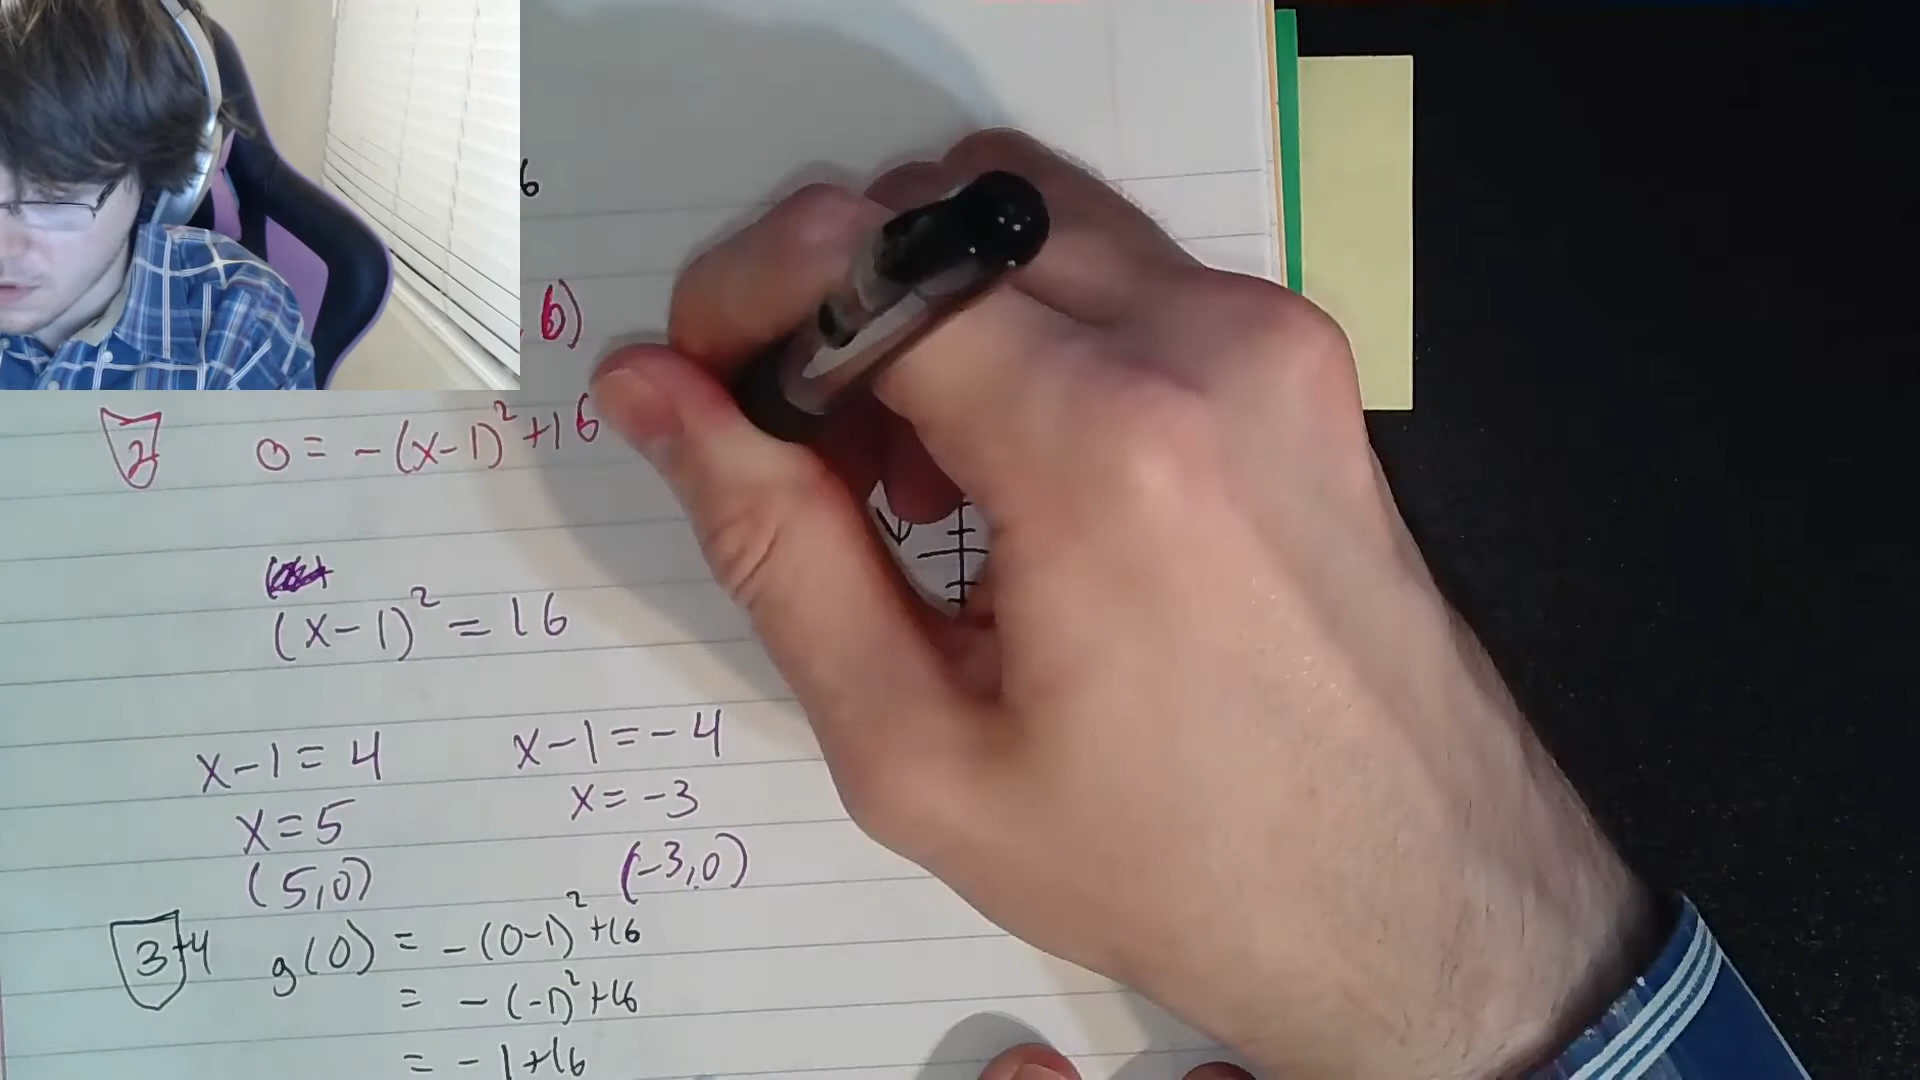 6
6)
2 0 = -(x-1)²+16
(x-1)² = 16
x-1=4 x-1=-4
x=5 x=-3
(5,0) (-3,0)
3+4 g(0) = -(0-1)²+16
= -(-1)²+16
= -1+16